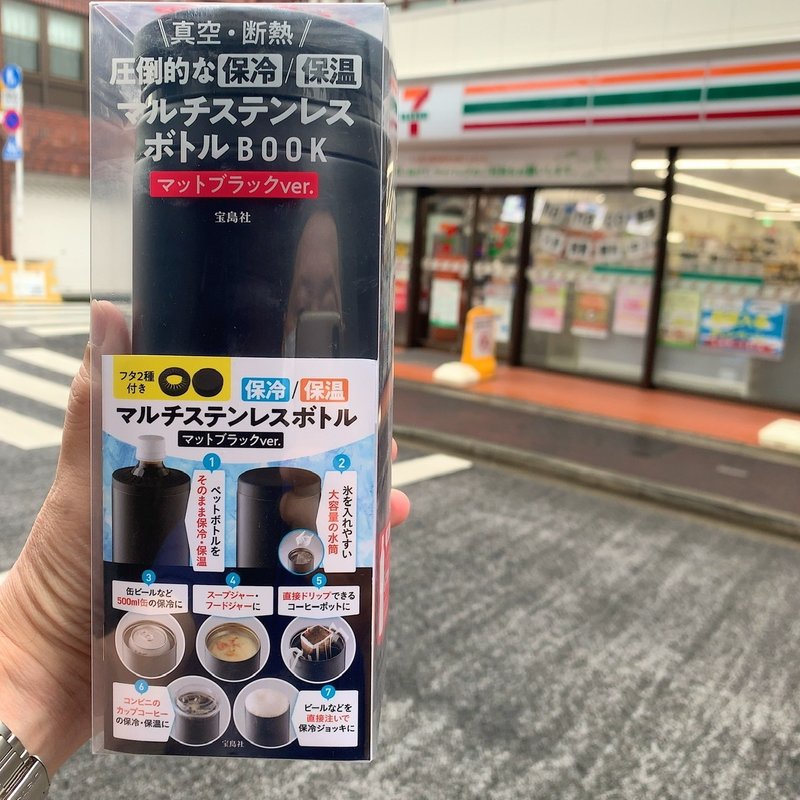 真空・断熱
圧倒的な保冷/保温
マルチステンレス
ボトルBOOK
マットブラックver.
宝島社
フタ2種
付き
保冷/保温
マルチステンレスボトル
マットブラックver.
1
ペットボトルを
そのまま保冷・保温
2
氷を入れやすい
大容量の水筒
3
缶ビールなど
500ml缶の保冷に
4
スープジャー・
フードジャーに
5
直接ドリップできる
コーヒーポットに
6
コンビニの
カップコーヒー
の保冷・保温に
7
ビールなどを
直接注いで
保冷ジョッキに
宝島社
7